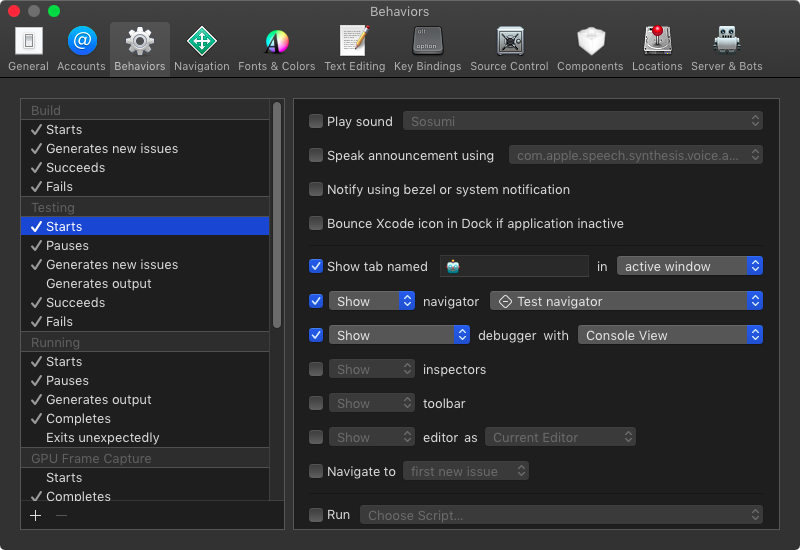 Behaviors
General Accounts Behaviors Navigation Fonts & Colors Text Editing Key Bindings Source Control Components Locations Server & Bots
alt
option
Build
Starts
Generates new issues
Succeeds
Fails
Testing
Starts
Pauses
Generates new issues
Generates output
Succeeds
Fails
Running
Starts
Pauses
Generates output
Completes
Exits unexpectedly
GPU Frame Capture
Starts
Completes
Play sound Sosumi
Speak announcement using com.apple.speech.synthesis.voice.a...
Notify using bezel or system notification
Bounce Xcode icon in Dock if application inactive
Show tab named 🤖 in active window
Show navigator Test navigator
Show debugger with Console View
Show inspectors
Show toolbar
Show editor as Current Editor
Navigate to first new issue
Run Choose Script...